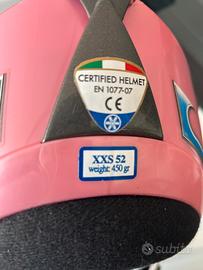 CERTIFIED HELMET
EN 1077-07
CE
XXS 52
weight: 450 gr
subito